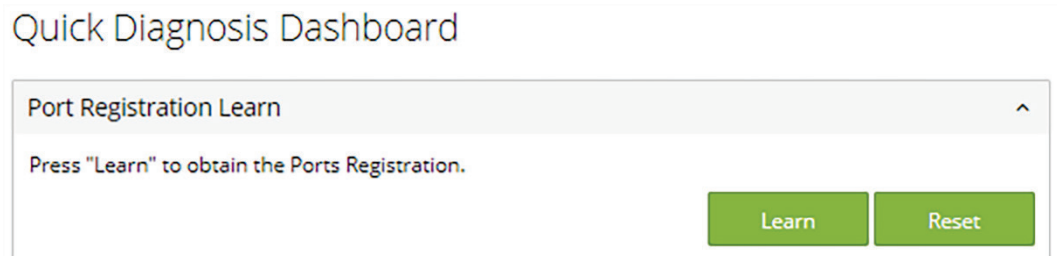 Quick Diagnosis Dashboard
Port Registration Learn
Press "Learn" to obtain the Ports Registration.
Learn Reset